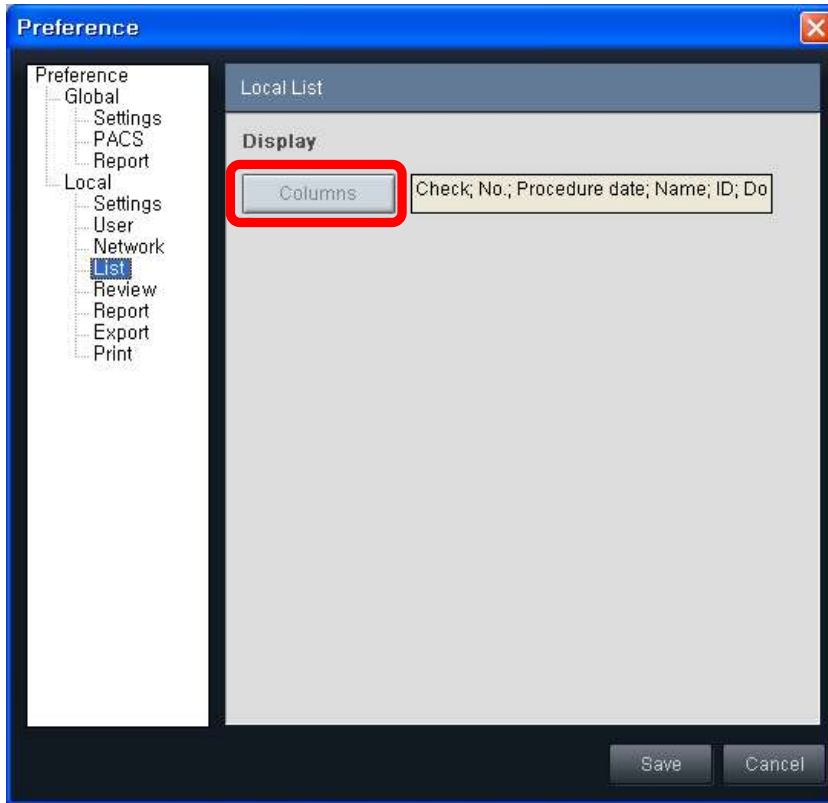 Preference
Preference
Global
Settings
PACS
Report
Local
Settings
User
Network
List
Review
Report
Export
Print
Local List
Display
Columns
Check; No.; Procedure date; Name; ID; Do
Save
Cancel